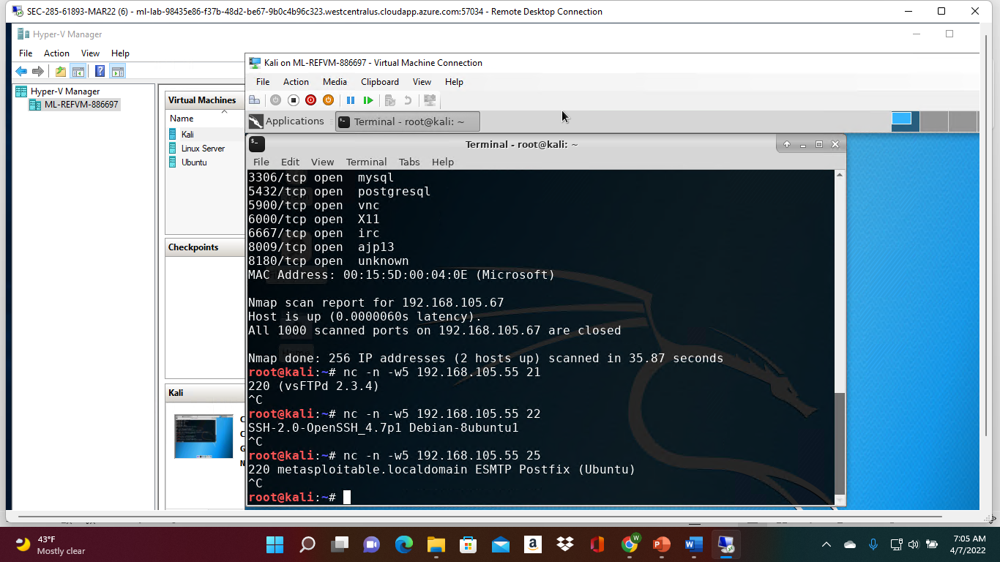 SEC-285-61893-MAR22 (6) - ml-lab-98435e86-f37b-48d2-be67-9b0c4b96c323.westcentralus.cloudapp.azure.com:57034 - Remote Desktop Connection
Hyper-V Manager
File Action View Help
Hyper-V Manager
ML-REFVM-886697
Virtual Machines
Name
Kali
Linux Server
Ubuntu
Checkpoints
Kali
C
C
G
N
Kali on ML-REFVM-886697 - Virtual Machine Connection
File Action Media Clipboard View Help
Applications
Terminal - root@kali: ~
Terminal - root@kali: ~
File Edit View Terminal Tabs Help
3306/tcp open mysql
5432/tcp open postgresql
5900/tcp open vnc
6000/tcp open X11
6667/tcp open irc
8009/tcp open ajp13
8180/tcp open unknown
MAC Address: 00:15:5D:00:04:0E (Microsoft)
Nmap scan report for 192.168.105.67
Host is up (0.0000060s latency).
All 1000 scanned ports on 192.168.105.67 are closed
Nmap done: 256 IP addresses (2 hosts up) scanned in 35.87 seconds
root@kali:~# nc -n -w5 192.168.105.55 21
220 (vsFTPd 2.3.4)
^C
root@kali:~# nc -n -w5 192.168.105.55 22
SSH-2.0-OpenSSH_4.7p1 Debian-8ubuntu1
^C
root@kali:~# nc -n -w5 192.168.105.55 25
220 metasploitable.localdomain ESMTP Postfix (Ubuntu)
^C
root@kali:~#
43°F
Mostly clear
7:05 AM
4/7/2022